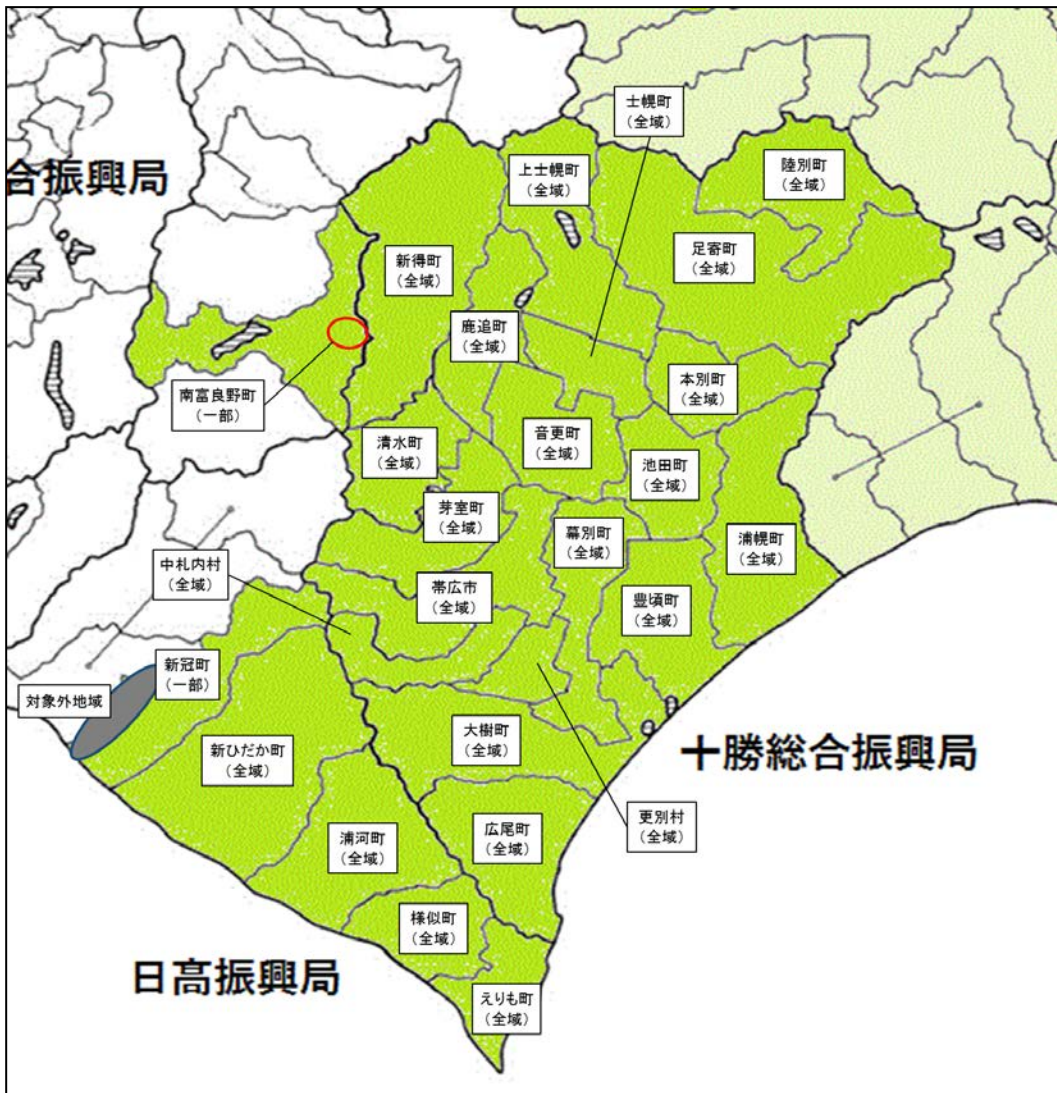 士幌町
(全域)
陸別町
(全域)
上士幌町
(全域)
合振興局
足寄町
(全域)
新得町
(全域)
鹿追町
(全域)
本別町
(全域)
南富良野町
(一部)
音更町
(全域)
清水町
(全域)
池田町
(全域)
芽室町
(全域)
幕別町
(全域)
浦幌町
(全域)
中札内村
(全域)
帯広市
(全域)
豊頃町
(全域)
新冠町
(一部)
対象外地域
大樹町
(全域)
新ひだか町
(全域)
十勝総合振興局
更別村
(全域)
広尾町
(全域)
浦河町
(全域)
様似町
(全域)
日高振興局
えりも町
(全域)